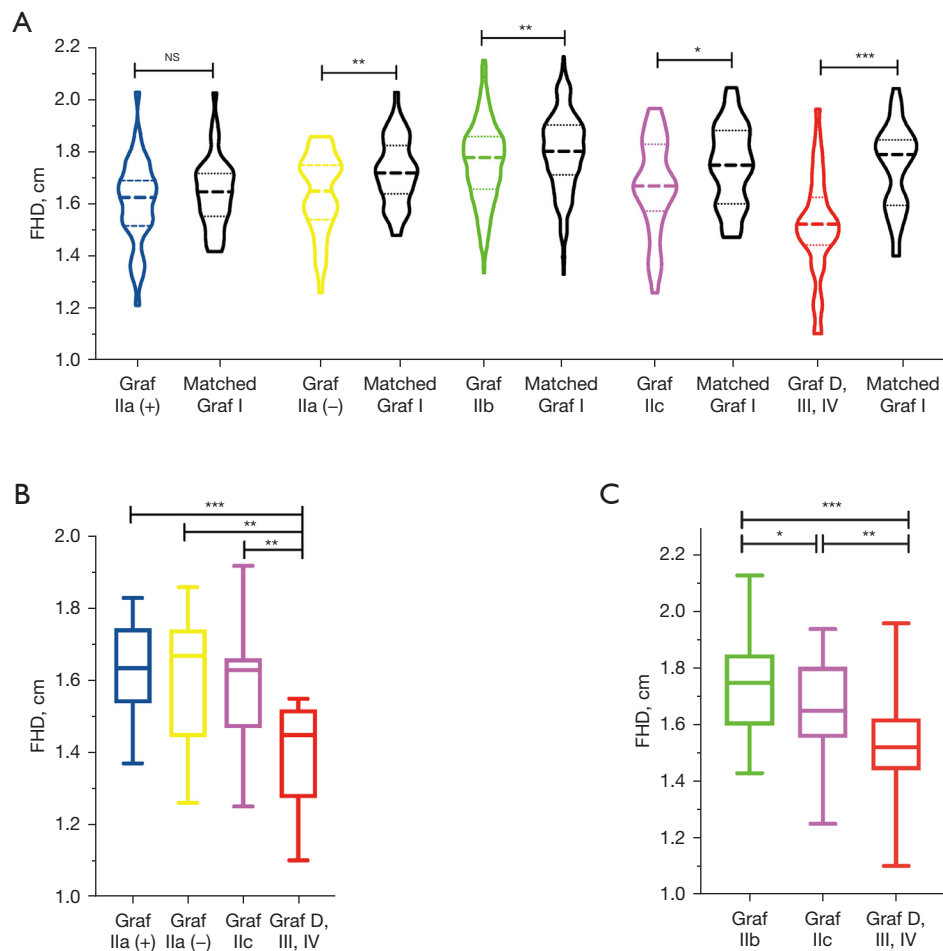 A
NS
**
**
*
***
2.2
2.0
1.8
1.6
1.4
1.2
1.0
FHD, cm
Graf IIa (+)
Matched Graf I
Graf IIa (–)
Matched Graf I
Graf IIb
Matched Graf I
Graf IIc
Matched Graf I
Graf D, III, IV
Matched Graf I
B
***
**
**
2.0
1.8
1.6
1.4
1.2
1.0
FHD, cm
Graf IIa (+)
Graf IIa (–)
Graf IIc
Graf D, III, IV
C
***
*
**
2.2
2.0
1.8
1.6
1.4
1.2
1.0
FHD, cm
Graf IIb
Graf IIc
Graf D, III, IV